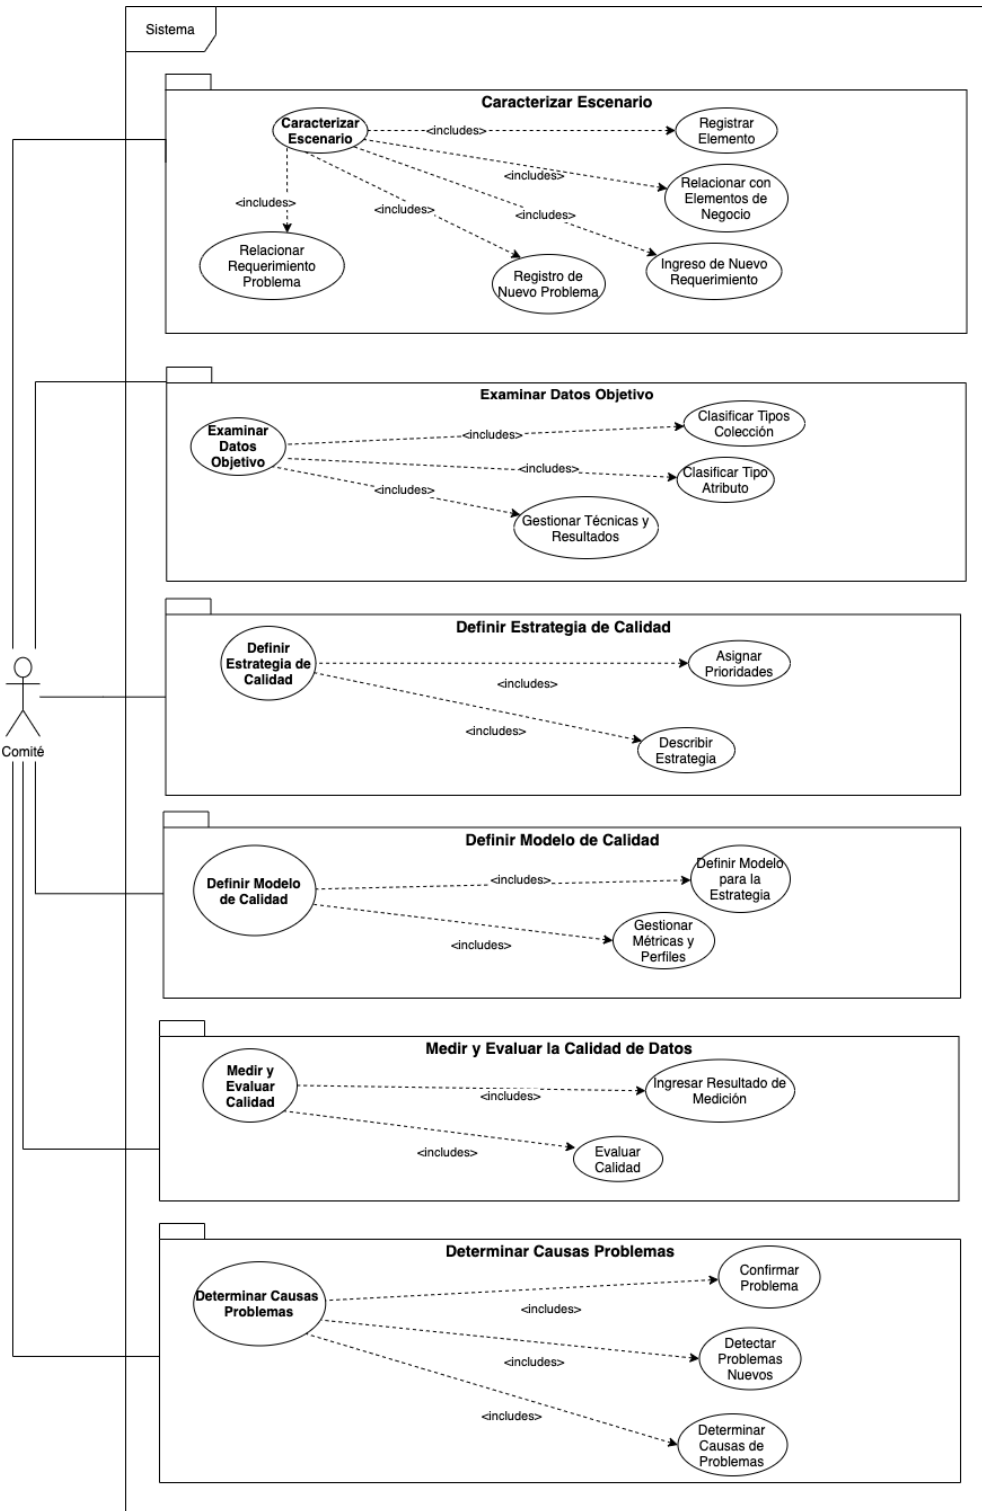 Sistema
Caracterizar Escenario
Caracterizar
Escenario
<includes>
Registrar
Elemento
<includes>
Relacionar con
Elementos de
Negocio
<includes>
<includes>
<includes>
Relacionar
Requerimiento
Problema
Registro de
Nuevo Problema
Ingreso de Nuevo
Requerimiento
Examinar Datos Objetivo
Examinar
Datos
Objetivo
<includes>
Clasificar Tipos
Colección
<includes>
Clasificar Tipo
Atributo
<includes>
Gestionar Técnicas y
Resultados
Definir Estrategia de Calidad
Definir
Estrategia de
Calidad
Asignar
Prioridades
<includes>
<includes>
Describir
Estrategia
Comité
Definir Modelo de Calidad
Definir Modelo
de Calidad
<includes>
Definir Modelo
para la
Estrategia
<includes>
Gestionar
Métricas y
Perfiles
Medir y Evaluar la Calidad de Datos
Medir y
Evaluar
Calidad
<includes>
Ingresar Resultado de
Medición
<includes>
Evaluar
Calidad
Determinar Causas Problemas
Determinar Causas
Problemas
Confirmar
Problema
<includes>
<includes>
Detectar
Problemas
Nuevos
<includes>
Determinar
Causas de
Problemas